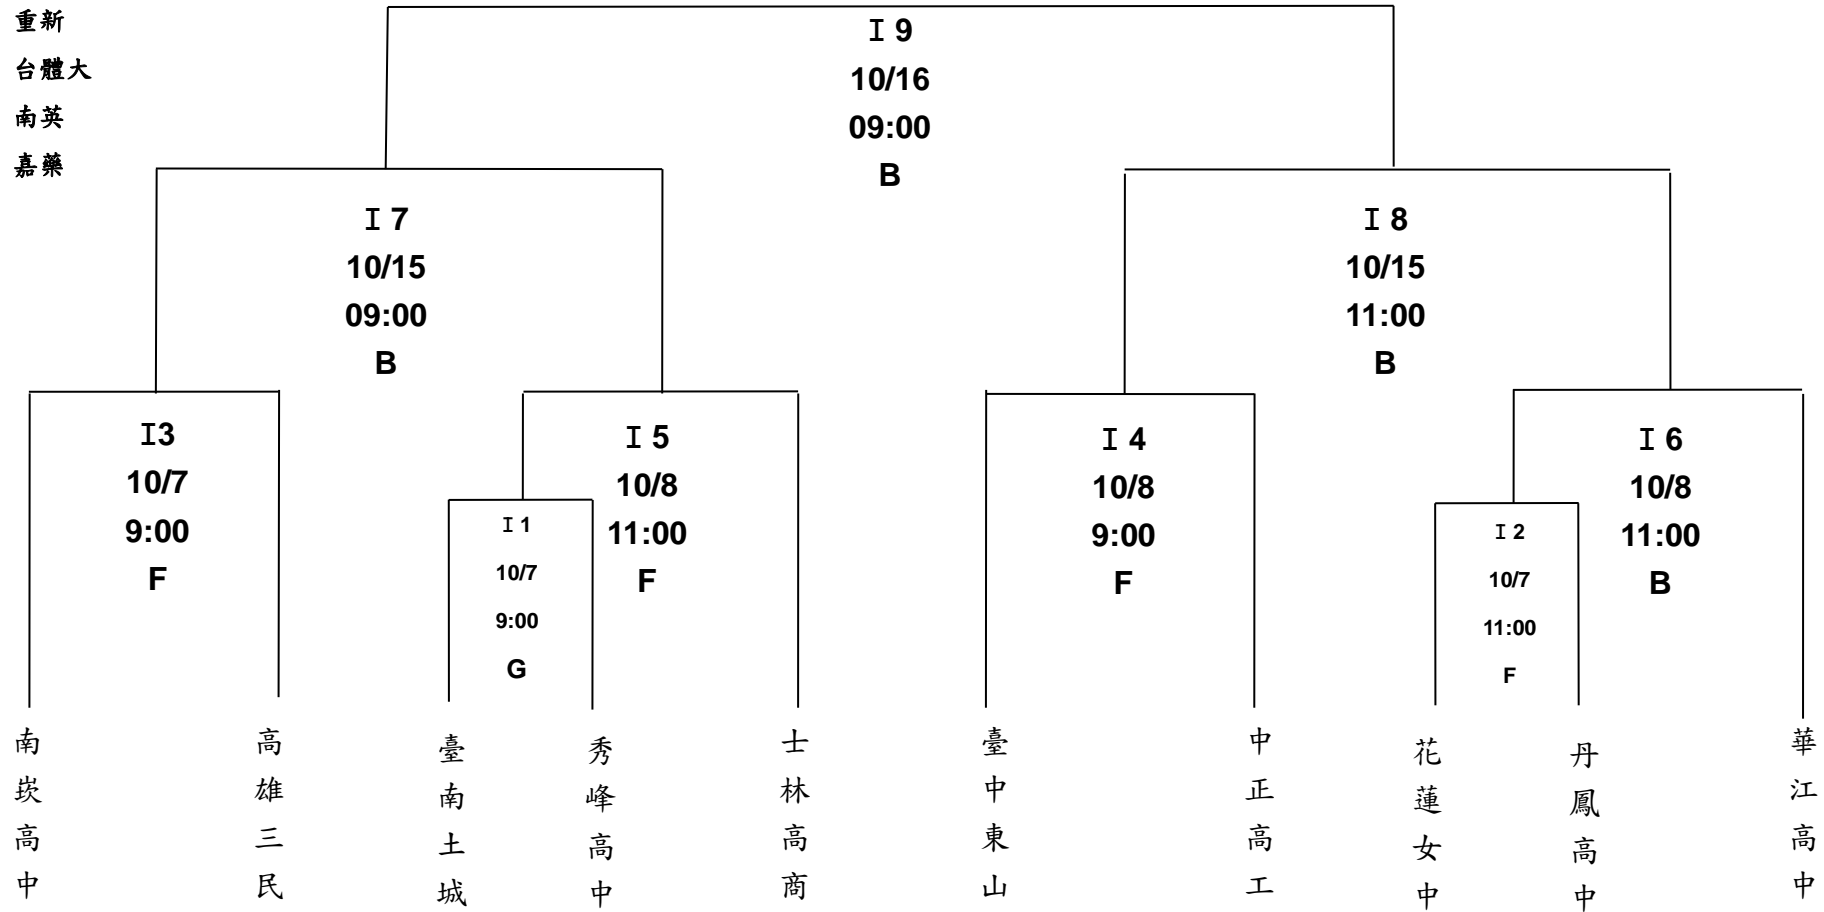 重新
台體大
南英
嘉藥
I 9
10/16
09:00
B
I 7
10/15
09:00
B
I 8
10/15
11:00
B
I3
10/7
9:00
F
I 5
10/8
11:00
F
I 4
10/8
9:00
F
I 6
10/8
11:00
B
I 1
10/7
9:00
G
I 2
10/7
11:00
F
南崁高中
高雄三民
臺南土城
秀峰高中
士林高商
臺中東山
中正高工
花蓮女中
丹鳳高中
華江高中